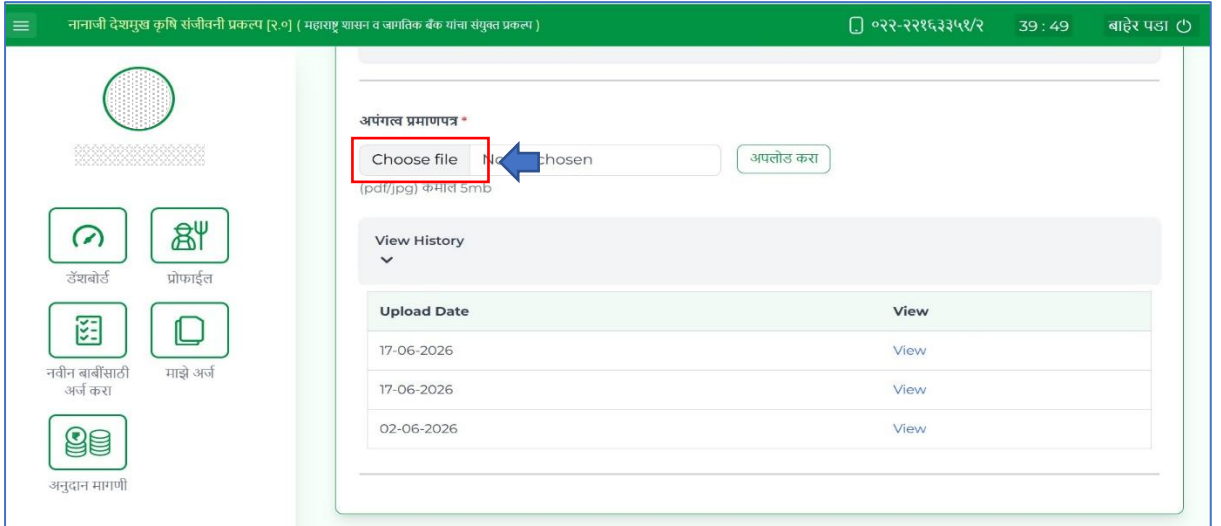 नानाजी देशमुख कृषि संजीवनी प्रकल्प [२.०] ( महाराष्ट्र शासन व जागतिक बँक यांचा संयुक्त प्रकल्प ) ०२२-२२१६३३५१/२ 39 : 49 बाहेर पडा
अपंगत्व प्रमाणपत्र *
Choose file chosen अपलोड करा
(pdf/jpg) कमाल 5mb
View History
डॅशबोर्ड प्रोफाईल
Upload Date View
17-06-2026 View
नवीन बाबींसाठी अर्ज करा माझे अर्ज
17-06-2026 View
02-06-2026 View
अनुदान मागणी